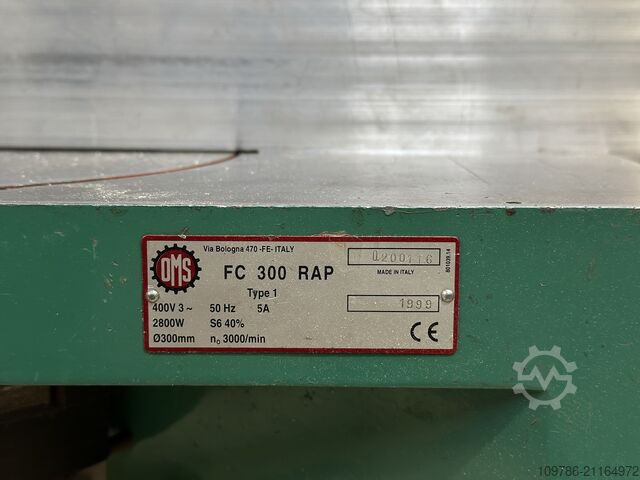 OMS
Via Bologna 470 -FE- ITALY
0200116
FC 300 RAP
MADE IN ITALY
Type 1
400V 3~ 50 Hz 5A
1999
2800W S6 40%
Ø300mm n₀ 3000/min
CE
109786-21164972